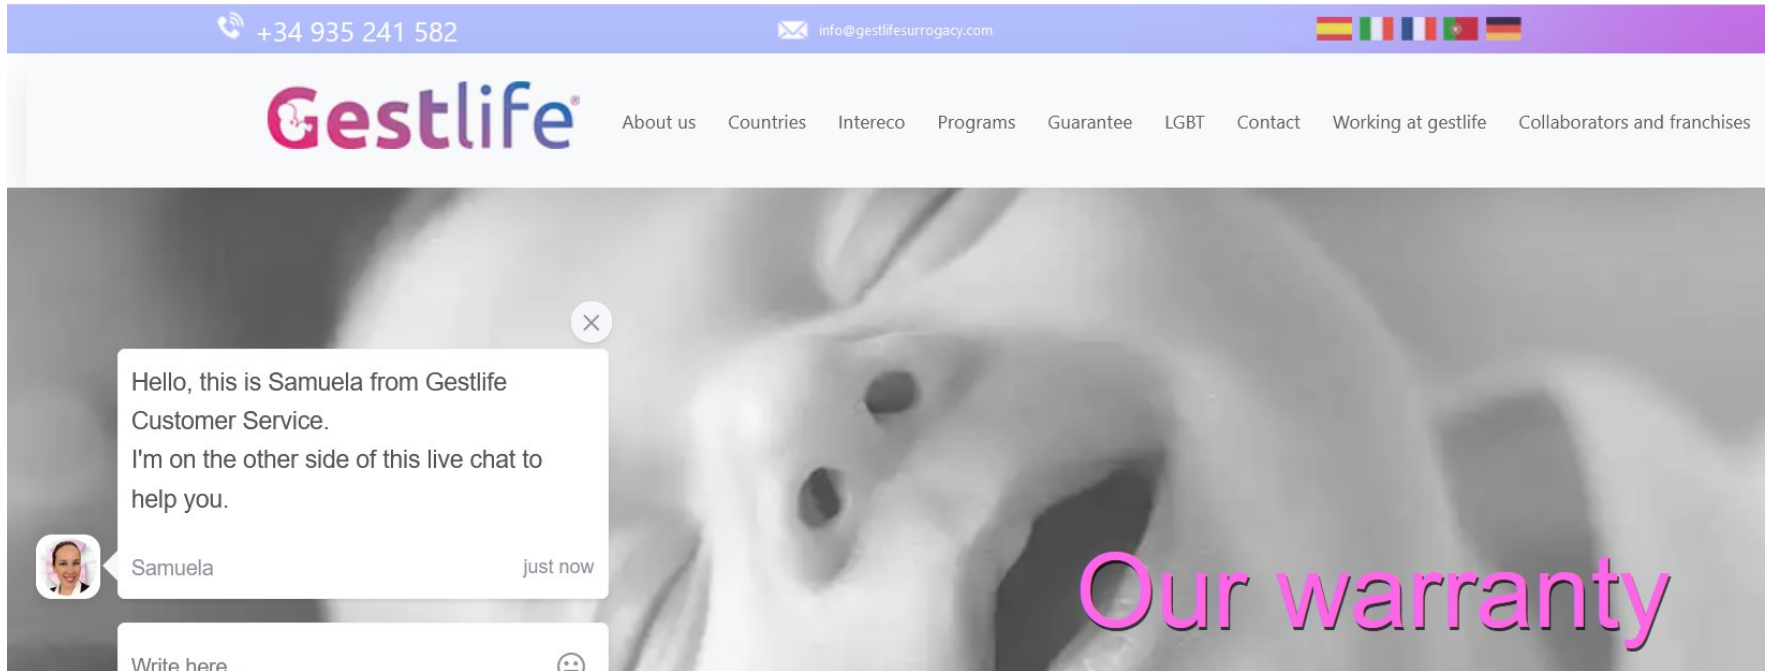 +34 935 241 582
info@gestlifesurrogacy.com
Gestlife®
About us Countries Intereco Programs Guarantee LGBT Contact Working at gestlife Collaborators and franchises
Hello, this is Samuela from Gestlife
Customer Service.
I'm on the other side of this live chat to
help you.
Samuela just now
Our warranty
Write here